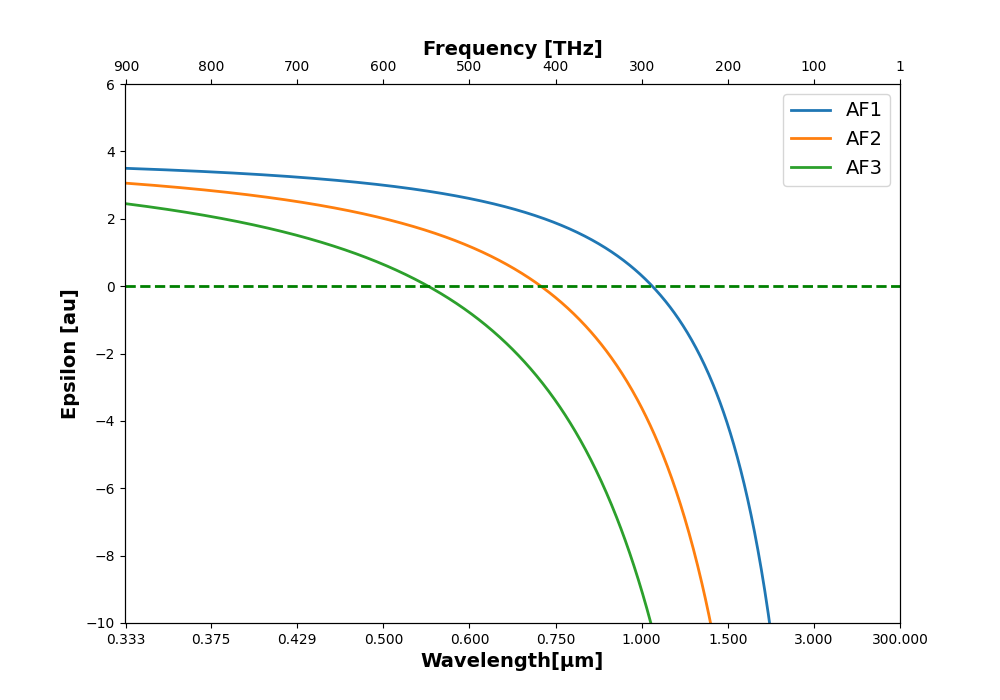 Frequency [THz]
900 800 700 600 500 400 300 200 100 1
AF1
AF2
AF3
6
4
2
0
−2
−4
−6
−8
−10
Epsilon [au]
0.333 0.375 0.429 0.500 0.600 0.750 1.000 1.500 3.000 300.000
Wavelength[μm]